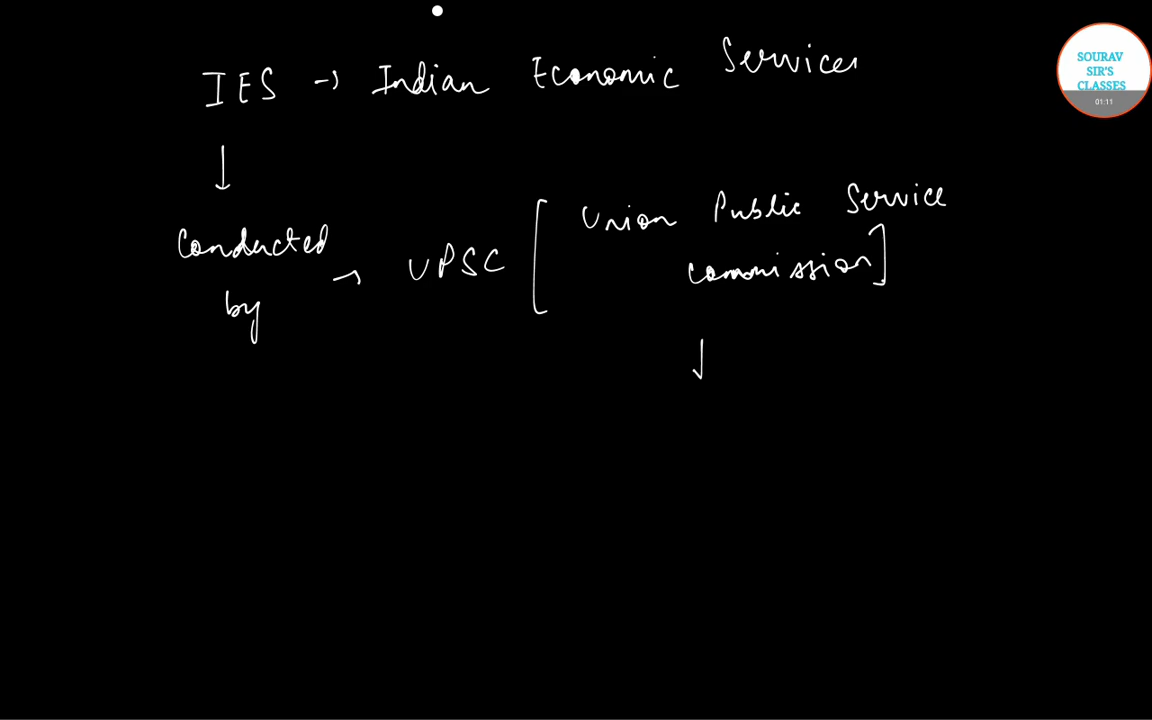 IES → Indian Economic Services
↓
Conducted by → UPSC [Union Public Service
commission]
↓
SOURAV
SIR'S
CLASSES
01:11